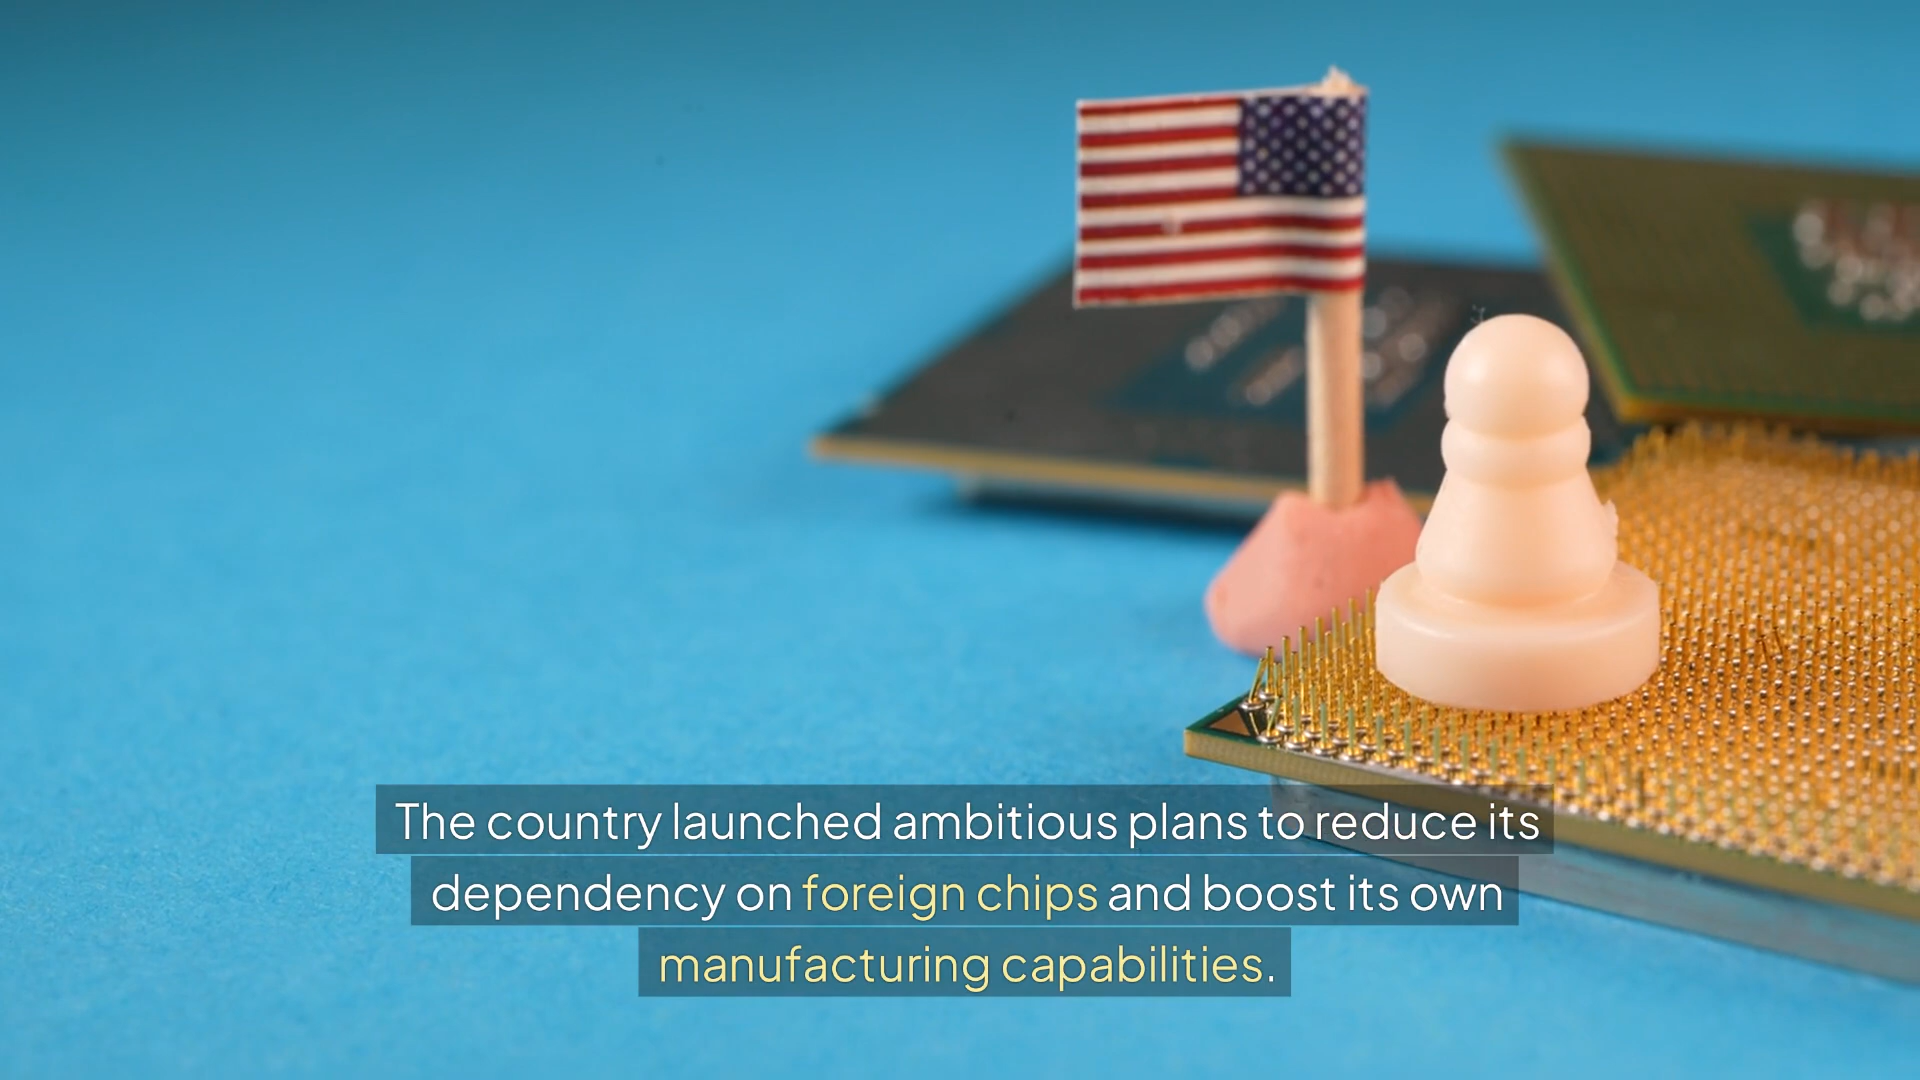 The country launched ambitious plans to reduce its
dependency on foreign chips and boost its own
manufacturing capabilities.